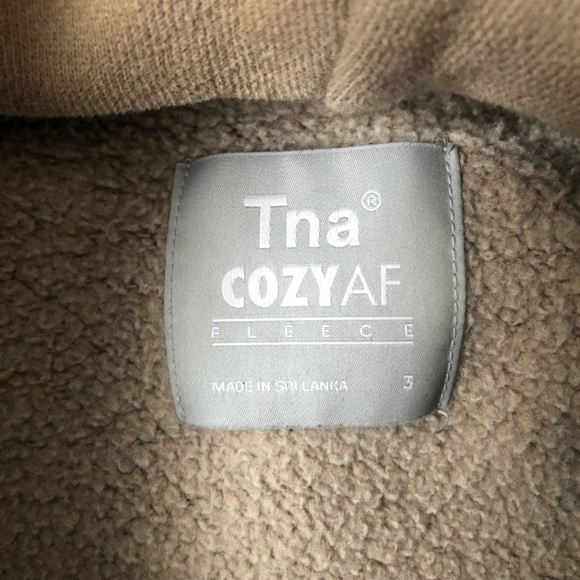 Tna®
COZYAF
FLEECE
MADE IN SRI LANKA 3